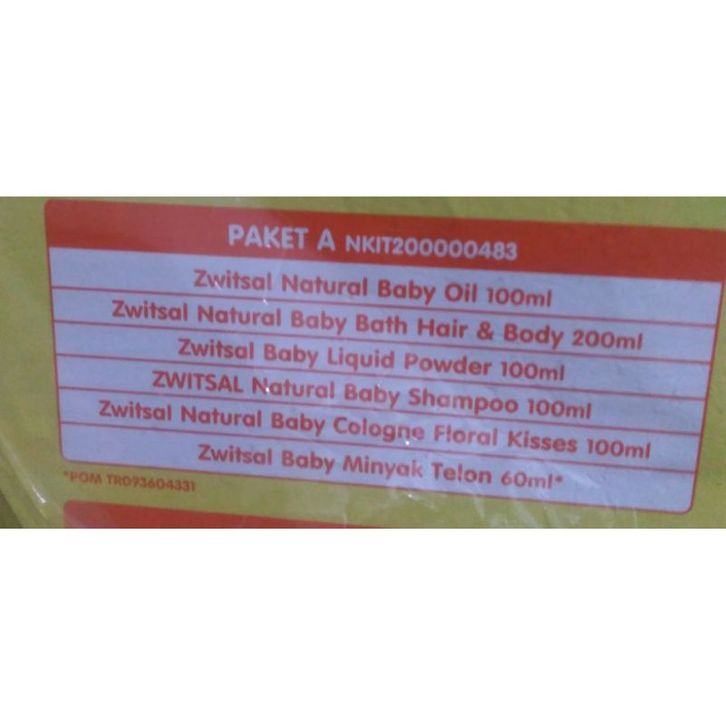 PAKET A NKIT200000483
Zwitsal Natural Baby Oil 100ml
Zwitsal Natural Baby Bath Hair & Body 200ml
Zwitsal Baby Liquid Powder 100ml
ZWITSAL Natural Baby Shampoo 100ml
Zwitsal Natural Baby Cologne Floral Kisses 100ml
Zwitsal Baby Minyak Telon 60ml*
*POM TR093604331